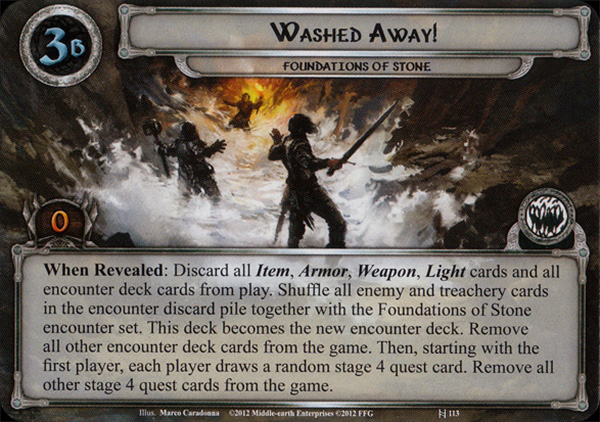 3B
Washed Away!
Foundations of Stone
0
When Revealed: Discard all Item, Armor, Weapon, Light cards and all
encounter deck cards from play. Shuffle all enemy and treachery cards
in the encounter discard pile together with the Foundations of Stone
encounter set. This deck becomes the new encounter deck. Remove
all other encounter deck cards from the game. Then, starting with the
first player, each player draws a random stage 4 quest card. Remove all
other stage 4 quest cards from the game.
Illus. Marco Caradonna ©2012 Middle-earth Enterprises ©2012 FFG 113